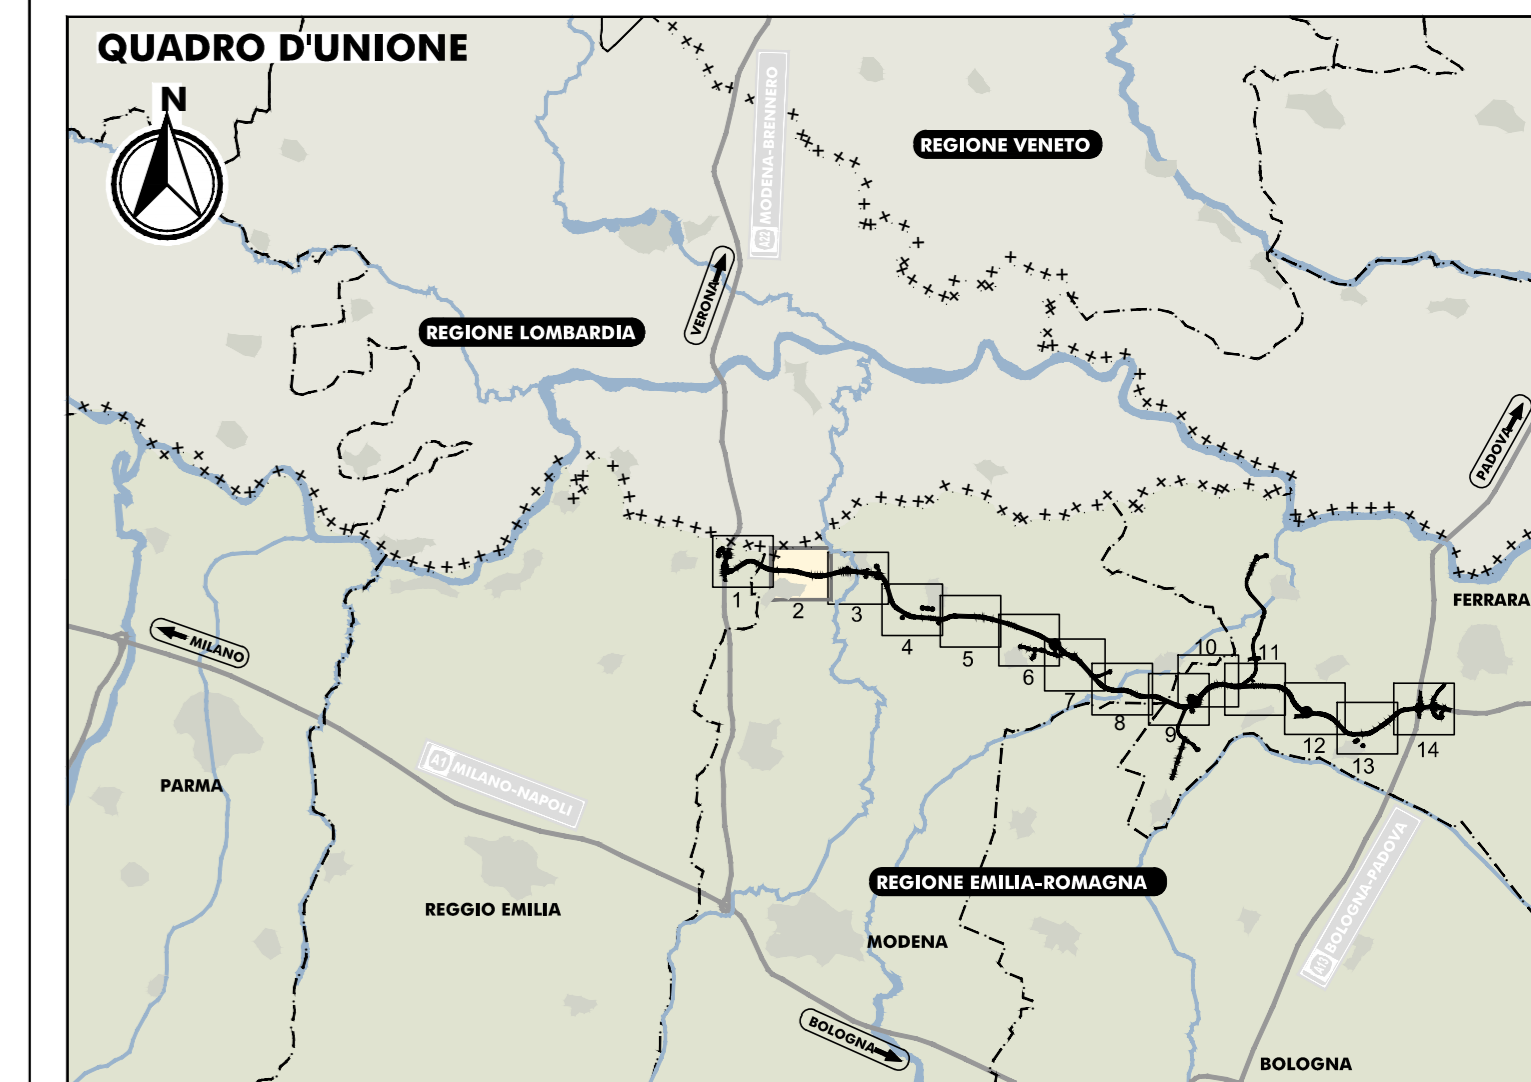 QUADRO D'UNIONE
N
A22 MODENA-BRENNERO
REGIONE VENETO
VERONA
REGIONE LOMBARDIA
PADOVA
FERRARA
MILANO
1
2
3
4
5
6
7
8
9
10
11
12
13
14
PARMA
A1 MILANO-NAPOLI
REGIONE EMILIA-ROMAGNA
A13 BOLOGNA-PADOVA
REGGIO EMILIA
MODENA
BOLOGNA
BOLOGNA